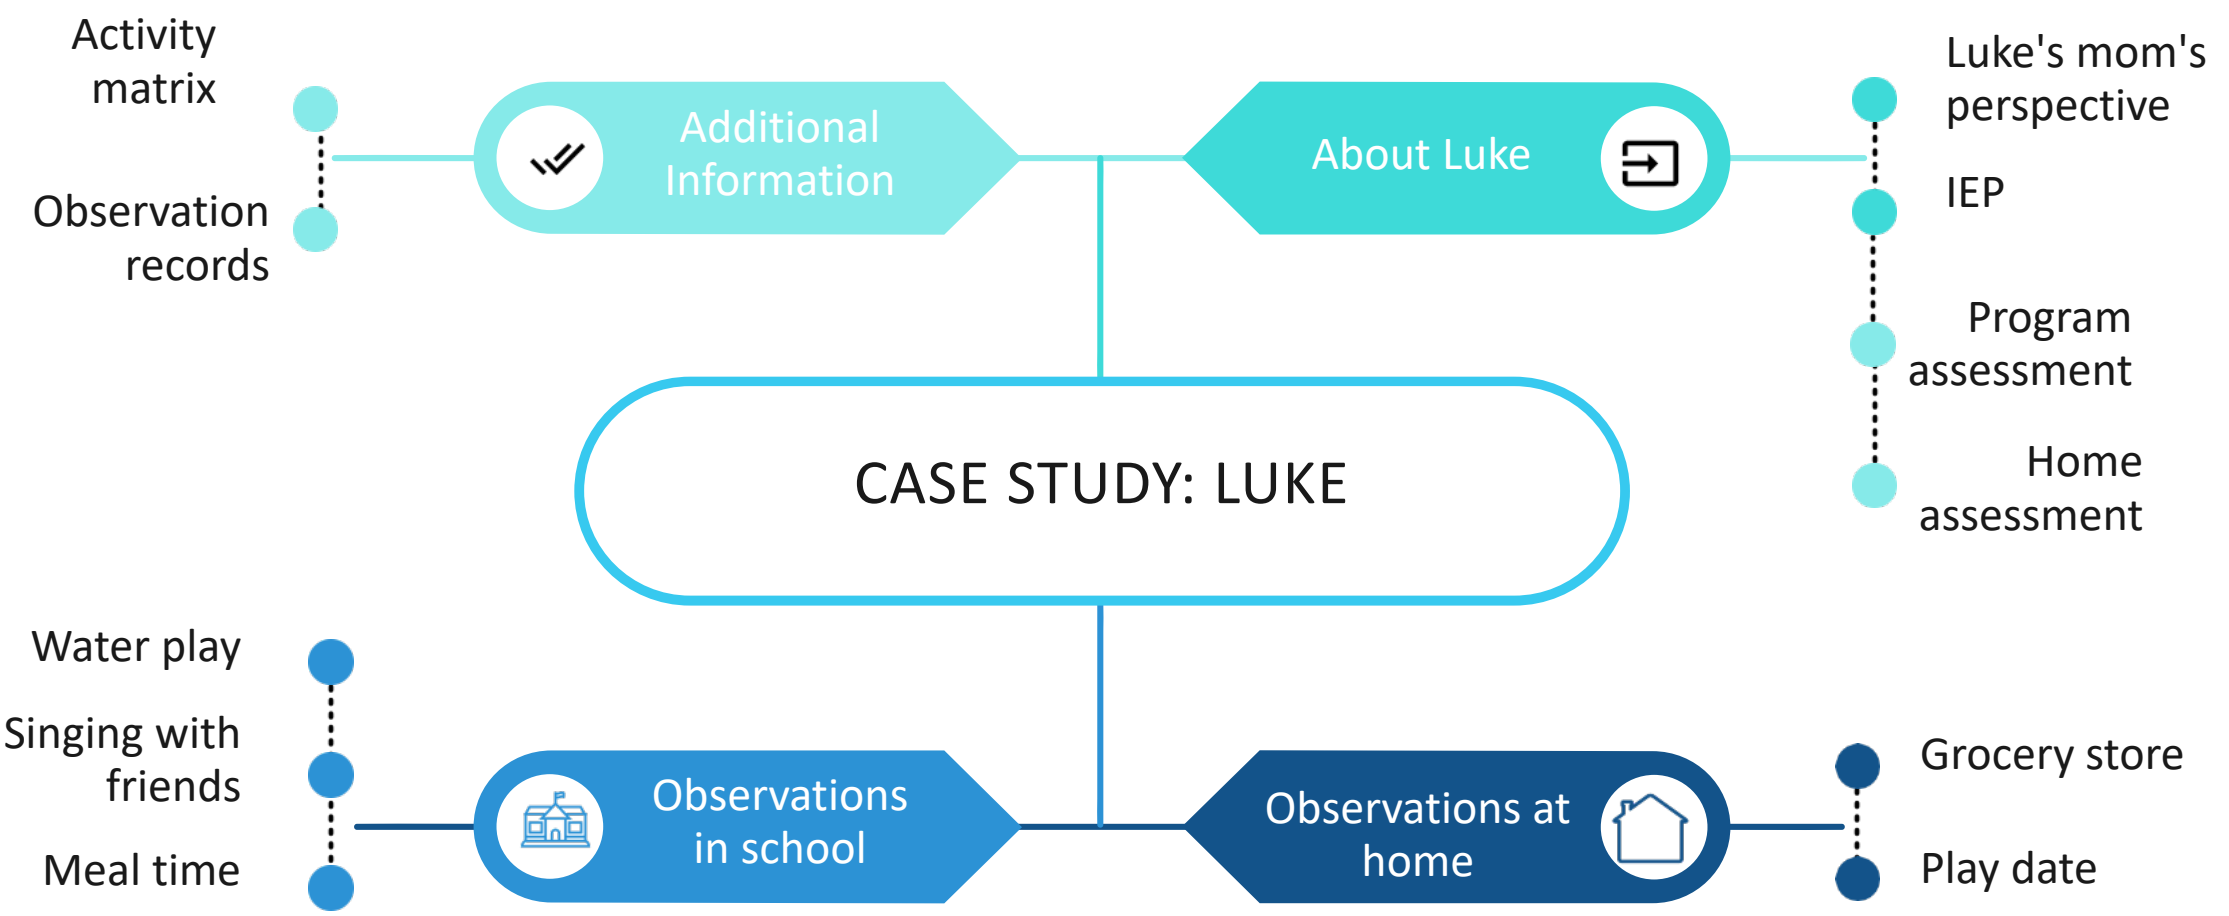 Activity
matrix
Observation
records
Additional
Information
About Luke
Luke's mom's
perspective
IEP
Program
assessment
Home
assessment
CASE STUDY: LUKE
Water play
Singing with
friends
Meal time
Observations
in school
Observations at
home
Grocery store
Play date